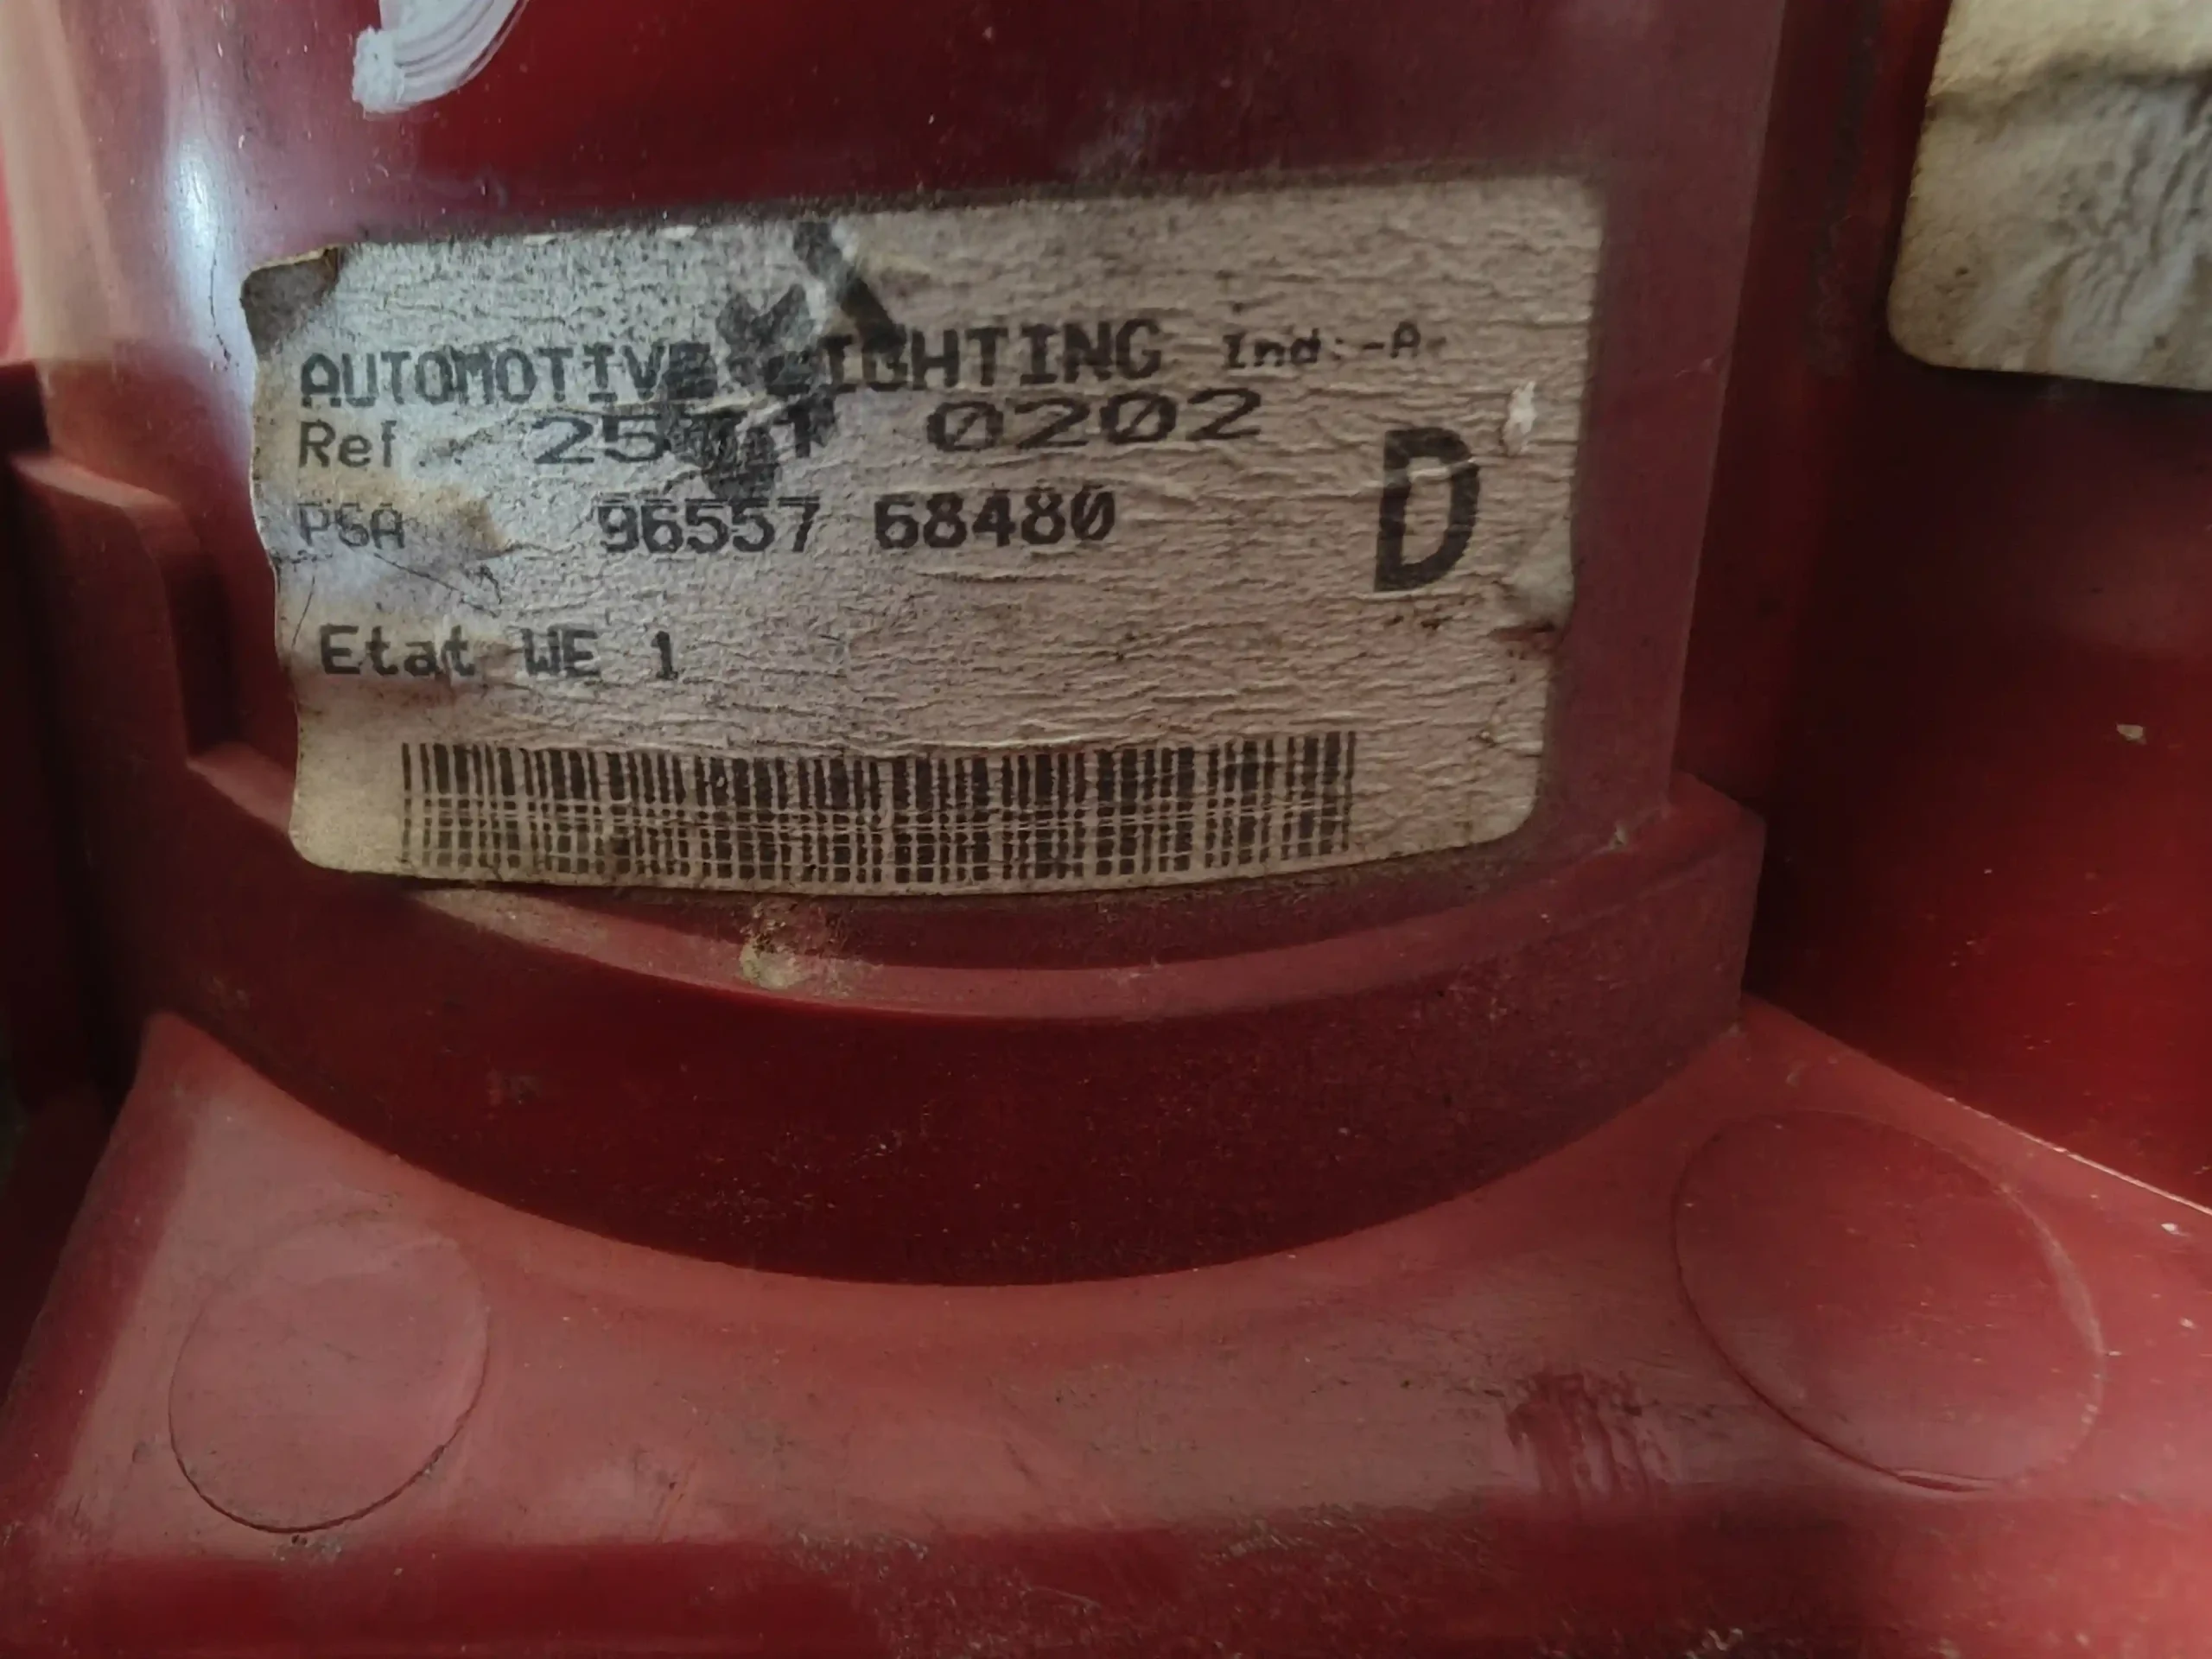 AUTOMOTIVE LIGHTING Ind:-A-
Ref.: 0202
D
PSA 96557 68480
Etat WE 1